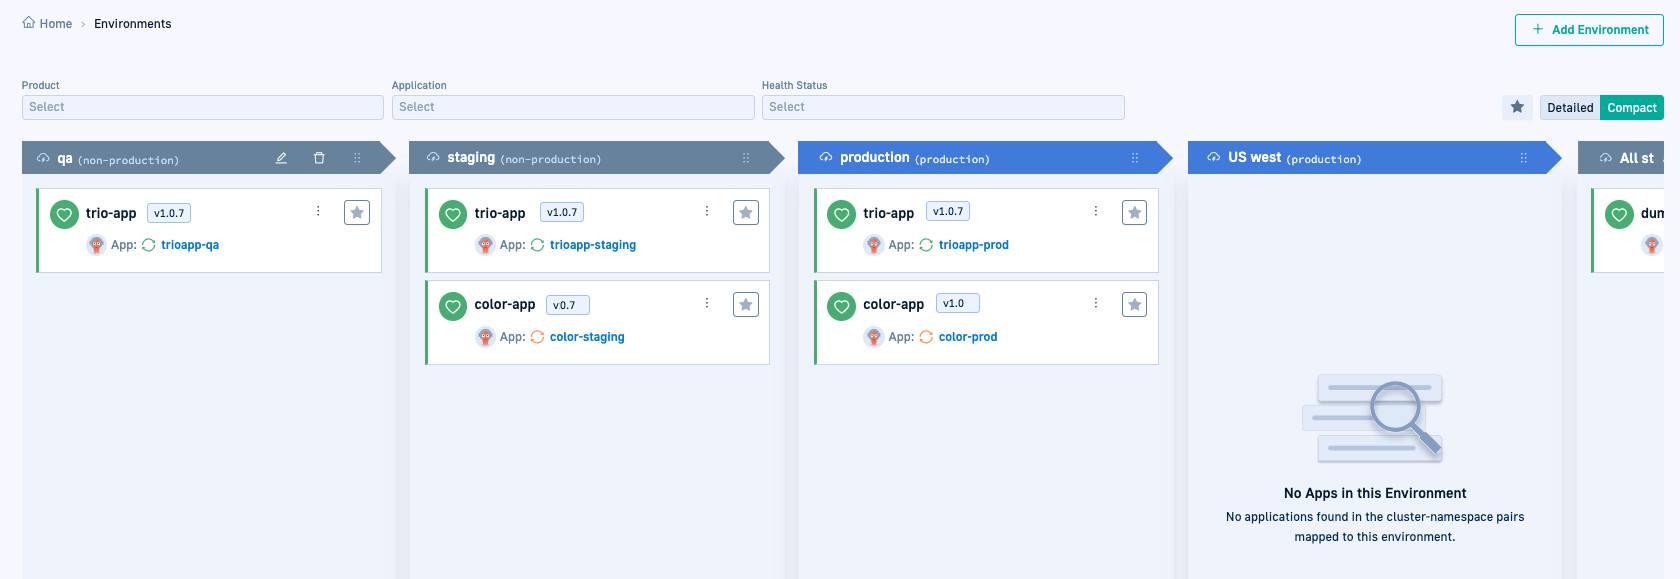 Home > Environments
+ Add Environment
Product Application Health Status
Select Select Select
Detailed Compact
qa (non-production)
trio-app v1.0.7
App: trioapp-qa
staging (non-production)
trio-app v1.0.7
App: trioapp-staging
color-app v.0.7
App: color-staging
production (production)
trio-app v1.0.7
App: trioapp-prod
color-app v1.0
App: color-prod
US west (production)
No Apps in this Environment
No applications found in the cluster-namespace pairs
mapped to this environment.
All st